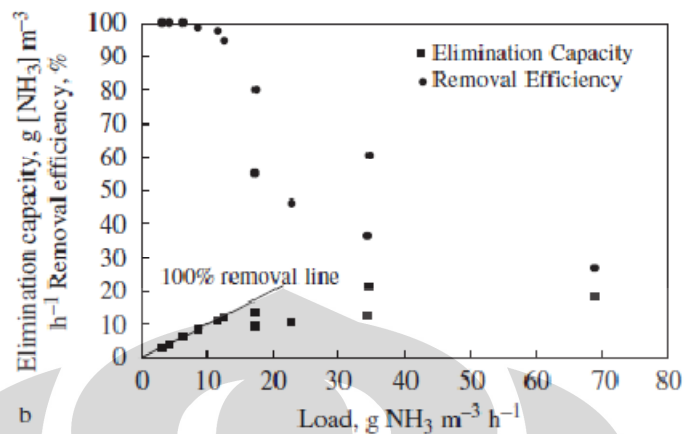 Elimination capacity, g [NH₃] m⁻³
h⁻¹ Removal efficiency, %
100
90
80
70
60
50
40
30
20
10
0
■ Elimination Capacity
● Removal Efficiency
100% removal line
0 10 20 30 40 50 60 70 80
b
Load, g NH₃ m⁻³ h⁻¹